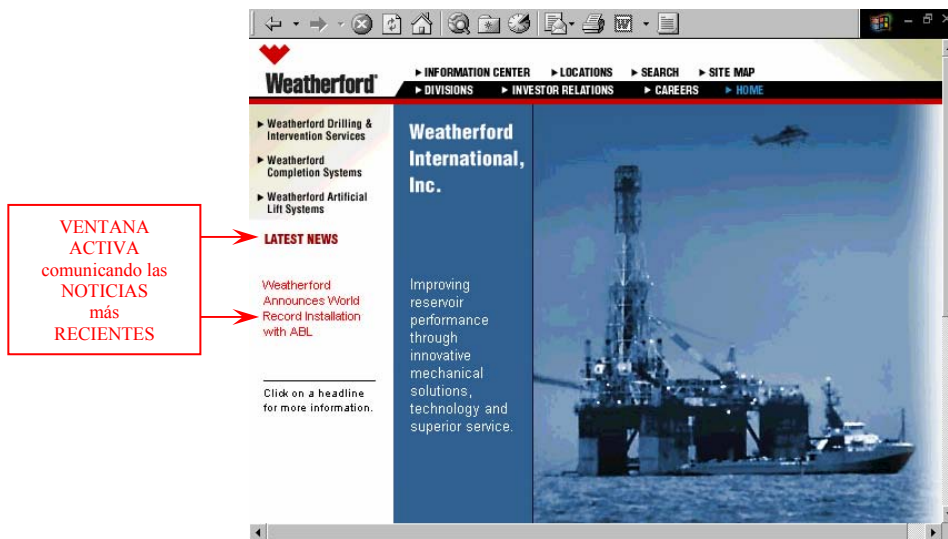 Weatherford
► INFORMATION CENTER ► LOCATIONS ► SEARCH ► SITE MAP
► DIVISIONS ► INVESTOR RELATIONS ► CAREERS ► HOME
► Weatherford Drilling &
Intervention Services
► Weatherford
Completion Systems
► Weatherford Artificial
Lift Systems
LATEST NEWS
Weatherford
Announces World
Record Installation
with ABL
Click on a headline
for more information.
Weatherford
International,
Inc.
Improving
reservoir
performance
through
innovative
mechanical
solutions,
technology and
superior service.
VENTANA
ACTIVA
comunicando las
NOTICIAS
más
RECIENTES